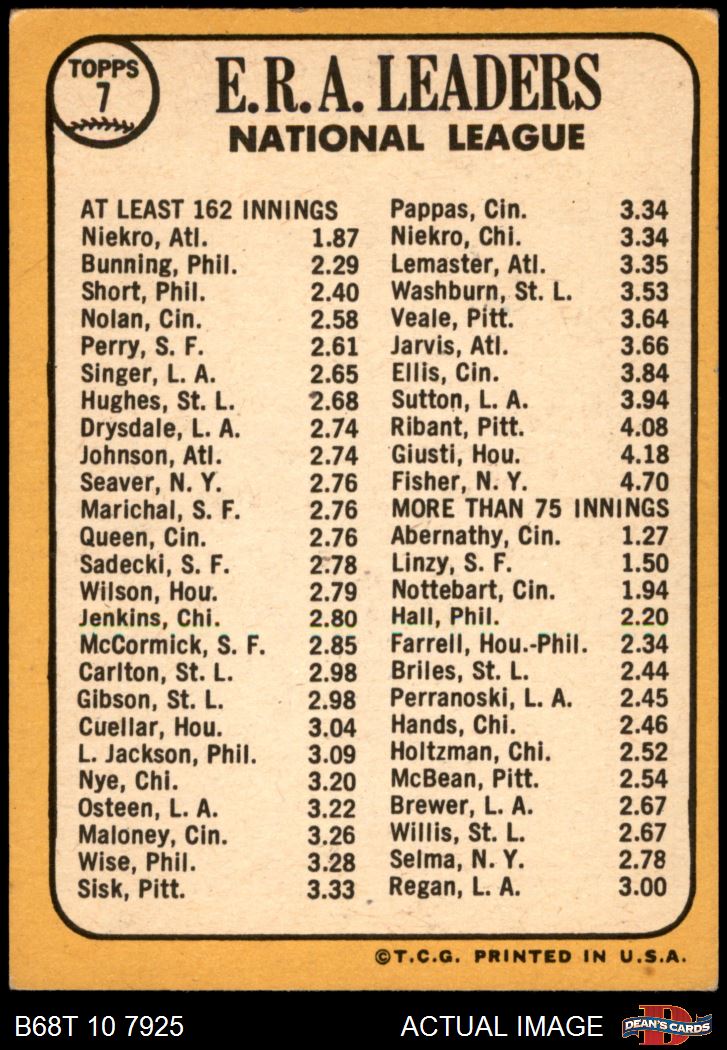 TOPPS
7
E.R.A. LEADERS
NATIONAL LEAGUE
AT LEAST 162 INNINGS
Niekro, Atl. 1.87
Bunning, Phil. 2.29
Short, Phil. 2.40
Nolan, Cin. 2.58
Perry, S. F. 2.61
Singer, L. A. 2.65
Hughes, St. L. 2.68
Drysdale, L. A. 2.74
Johnson, Atl. 2.74
Seaver, N. Y. 2.76
Marichal, S. F. 2.76
Queen, Cin. 2.76
Sadecki, S. F. 2.78
Wilson, Hou. 2.79
Jenkins, Chi. 2.80
McCormick, S. F. 2.85
Carlton, St. L. 2.98
Gibson, St. L. 2.98
Cuellar, Hou. 3.04
L. Jackson, Phil. 3.09
Nye, Chi. 3.20
Osteen, L. A. 3.22
Maloney, Cin. 3.26
Wise, Phil. 3.28
Sisk, Pitt. 3.33
Pappas, Cin. 3.34
Niekro, Chi. 3.34
Lemaster, Atl. 3.35
Washburn, St. L. 3.53
Veale, Pitt. 3.64
Jarvis, Atl. 3.66
Ellis, Cin. 3.84
Sutton, L. A. 3.94
Ribant, Pitt. 4.08
Giusti, Hou. 4.18
Fisher, N. Y. 4.70
MORE THAN 75 INNINGS
Abernathy, Cin. 1.27
Linzy, S. F. 1.50
Nottebart, Cin. 1.94
Hall, Phil. 2.20
Farrell, Hou.-Phil. 2.34
Briles, St. L. 2.44
Perranoski, L. A. 2.45
Hands, Chi. 2.46
Holtzman, Chi. 2.52
McBean, Pitt. 2.54
Brewer, L. A. 2.67
Willis, St. L. 2.67
Selma, N. Y. 2.78
Regan, L. A. 3.00
©T.C.G. PRINTED IN U.S.A.
B68T 10 7925 ACTUAL IMAGE
D
DEAN'S CARDS